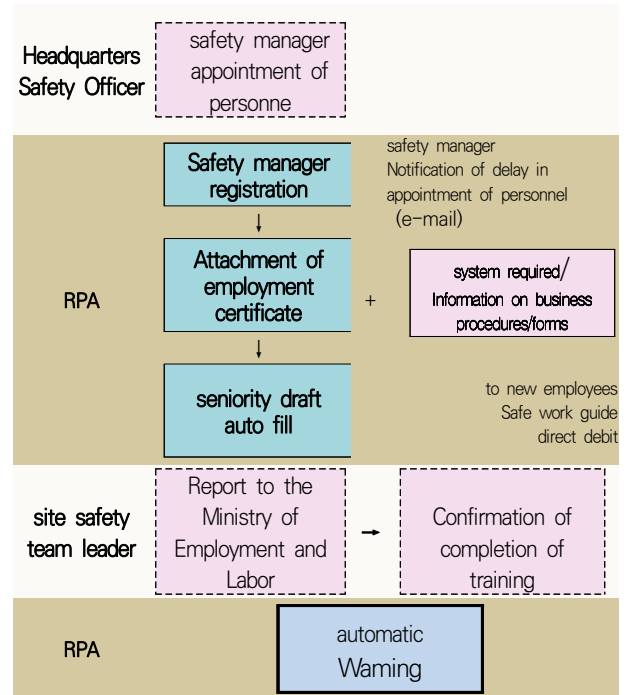 Headquarters
Safety Officer
safety manager
appointment of
personne
RPA
Safety manager
registration
safety manager
Notification of delay in
appointment of personnel
(e-mail)
↓
Attachment of
employment
certificate
+
system required/
Information on business
procedures/forms
↓
seniority draft
auto fill
to new employees
Safe work guide
direct debit
site safety
team leader
Report to the
Ministry of
Employment and
Labor
→
Confirmation of
completion of
training
RPA
automatic
Waming